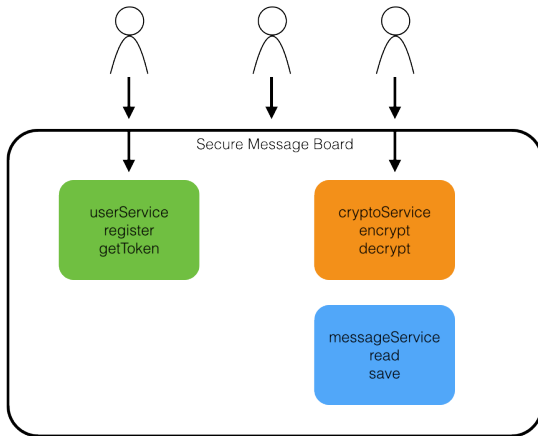 Secure Message Board
userService
register
getToken
cryptoService
encrypt
decrypt
messageService
read
save